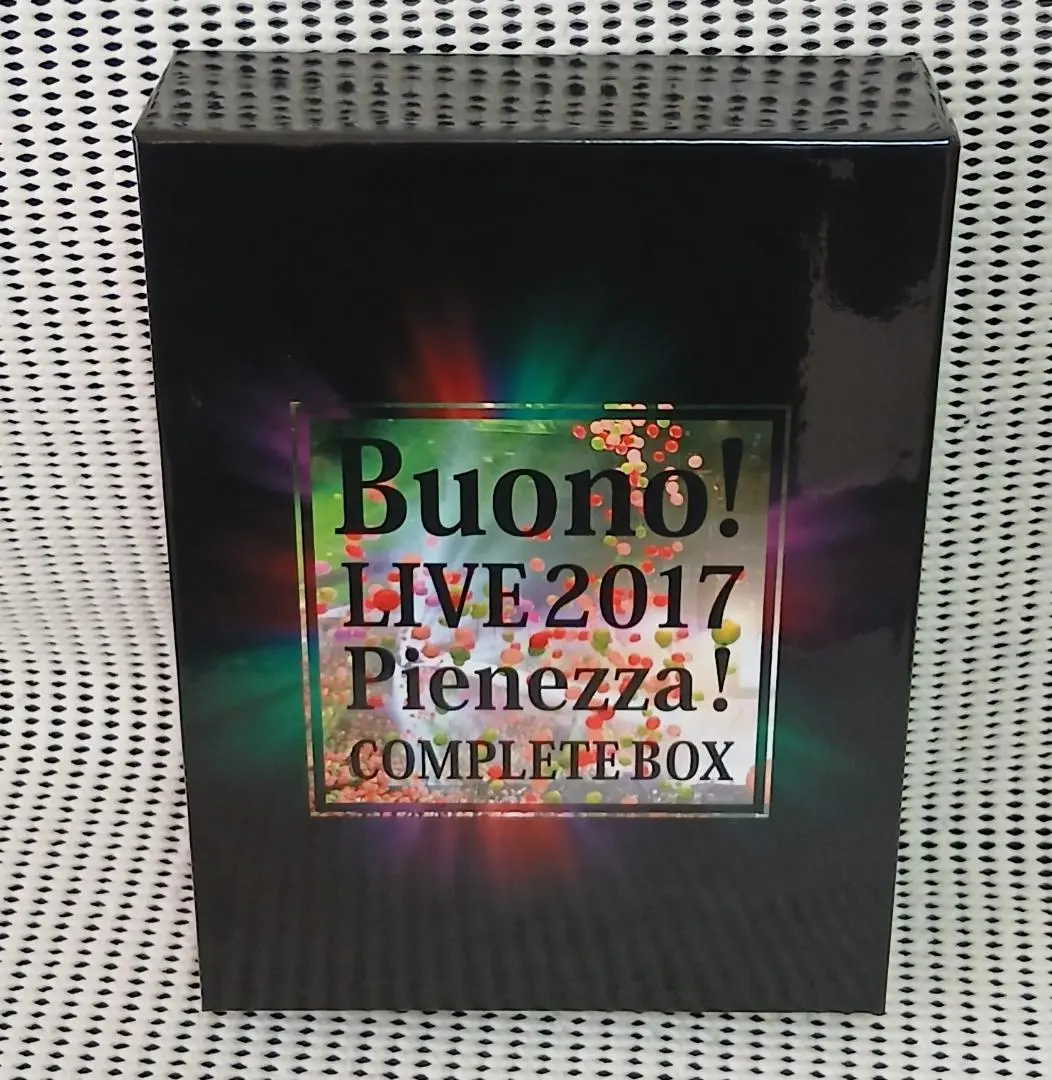 Buono!
LIVE 2017
Pienezza!
COMPLETE BOX